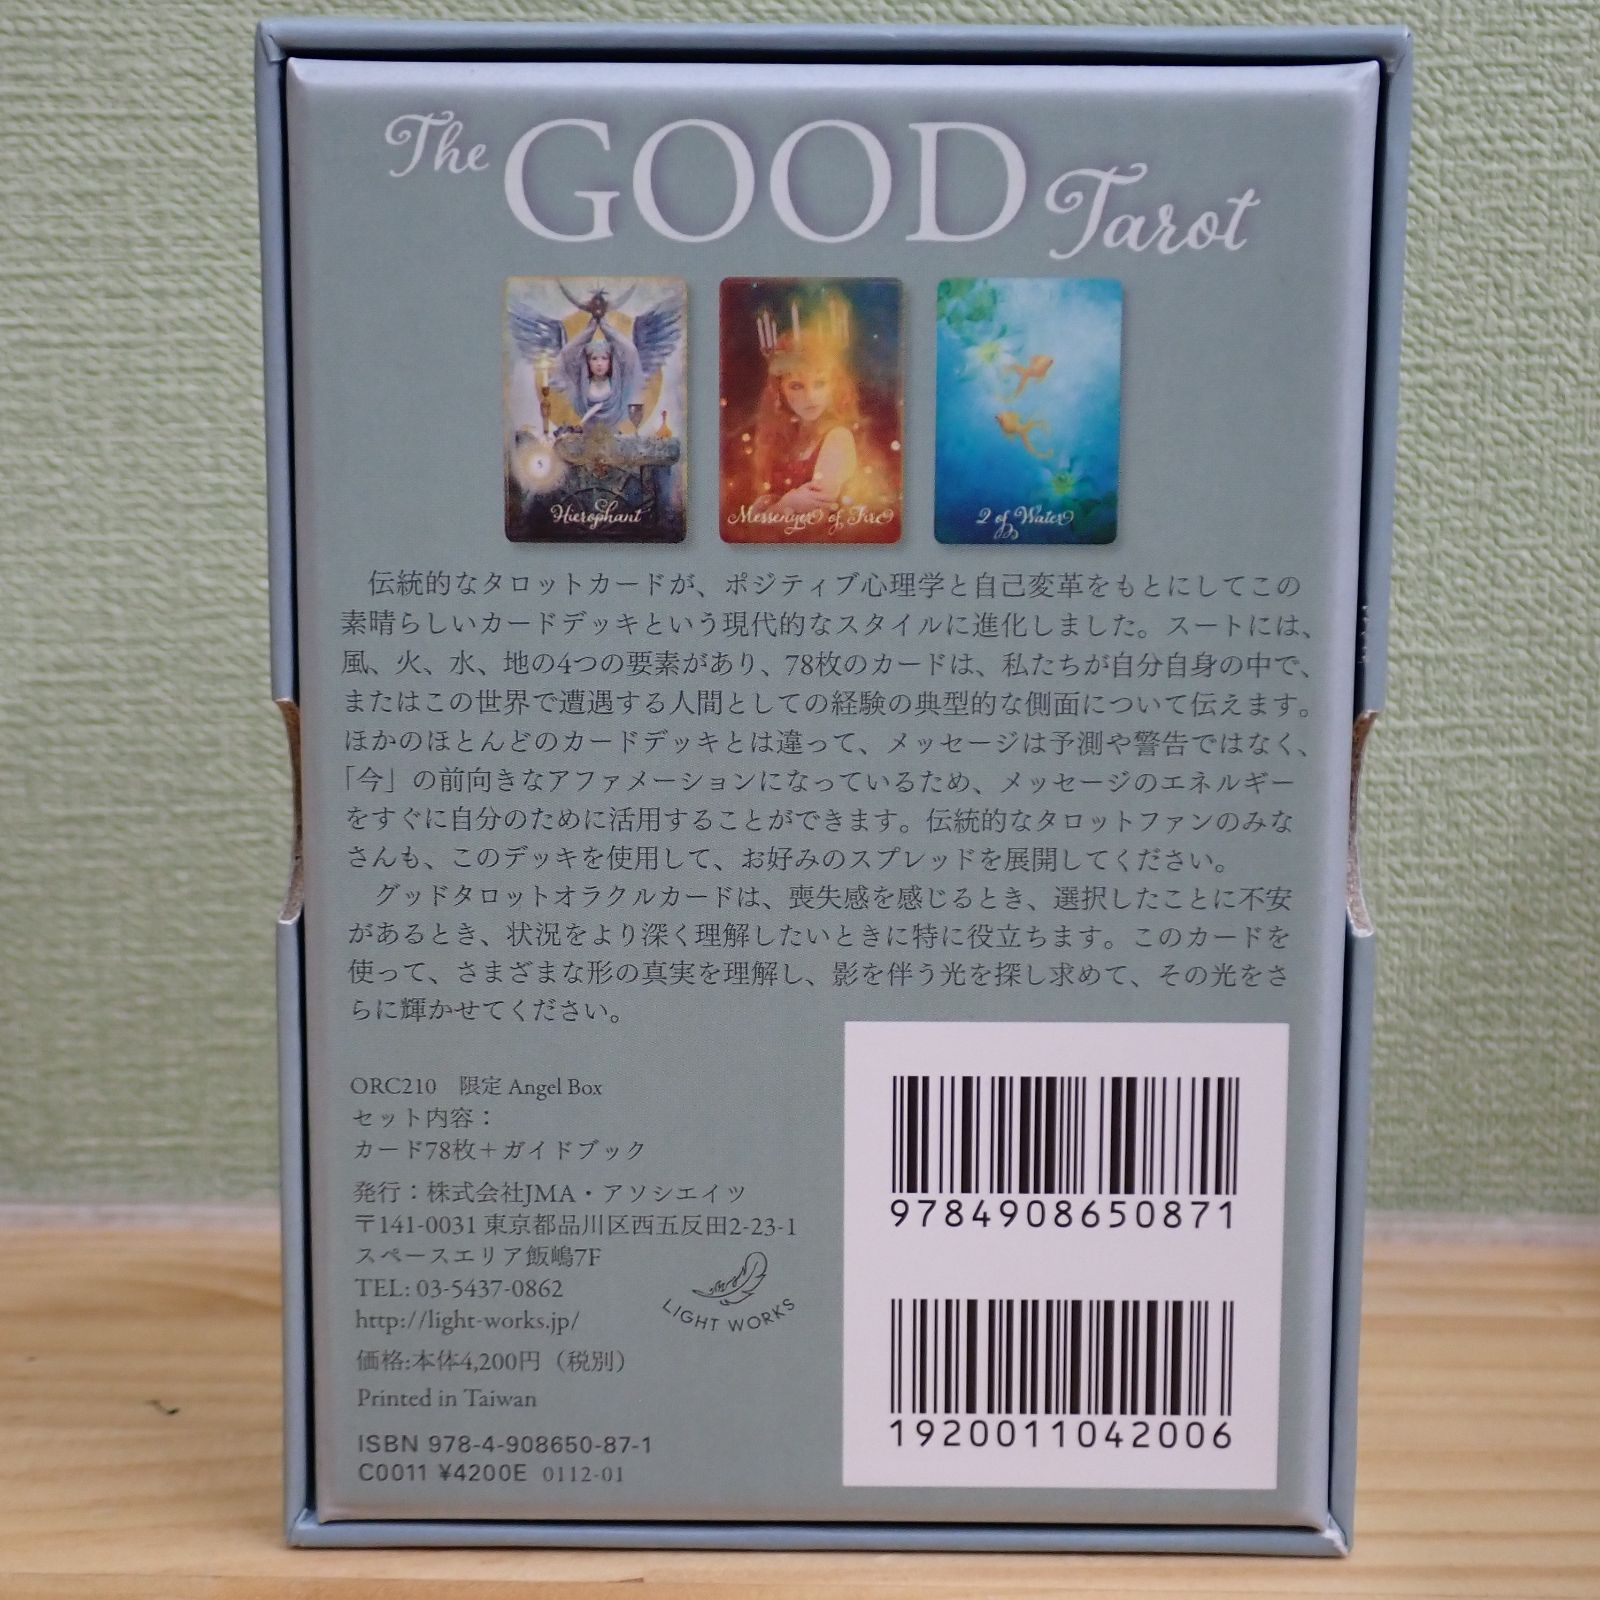 The GOOD Tarot
5
Hierophant
Messenger of Fire
2 of Water
伝統的なタロットカードが、ポジティブ心理学と自己変革をもとにしてこの
素晴らしいカードデッキという現代的なスタイルに進化しました。スートには、
風、火、水、地の4つの要素があり、78枚のカードは、私たちが自分自身の中で、
またはこの世界で遭遇する人間としての経験の典型的な側面について伝えます。
ほかのほとんどのカードデッキとは違って、メッセージは予測や警告ではなく、
「今」の前向きなアファメーションになっているため、メッセージのエネルギー
をすぐに自分のために活用することができます。伝統的なタロットファンのみな
さんも、このデッキを使用して、お好みのスプレッドを展開してください。
グッドタロットオラクルカードは、喪失感を感じるとき、選択したことに不安
があるとき、状況をより深く理解したいときに特に役立ちます。このカードを
使って、さまざまな形の真実を理解し、影を伴う光を探し求めて、その光をさ
らに輝かせてください。
ORC210 限定 Angel Box
セット内容：
カード78枚＋ガイドブック
発行：株式会社JMA・アソシエイツ
〒141-0031 東京都品川区西五反田2-23-1
スペースエリア飯嶋7F
TEL: 03-5437-0862
http://light-works.jp/
LIGHT WORKS
価格:本体4,200円（税別）
Printed in Taiwan
ISBN 978-4-908650-87-1
C0011 ¥4200E 0112-01
9784908650871
1920011042006